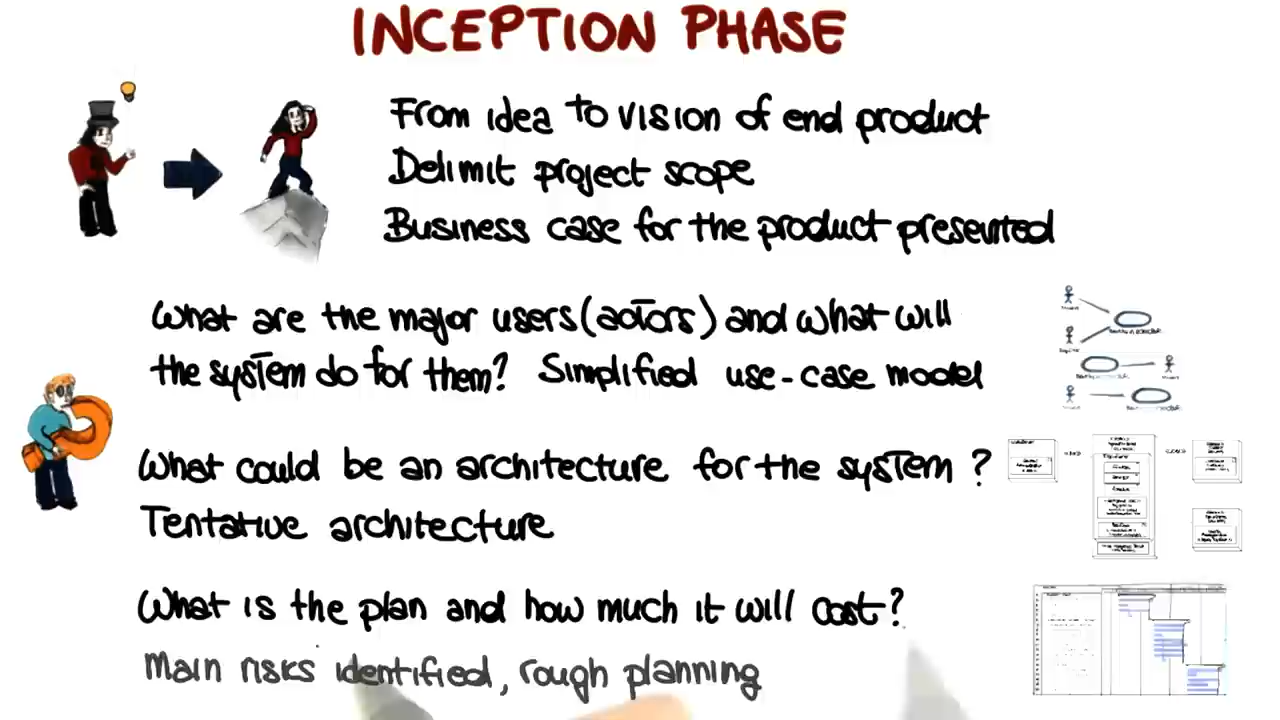 INCEPTION PHASE
From idea to vision of end product
Delimit project scope
Business case for the product presented
What are the major users (actors) and what will
the system do for them? Simplified use-case model
What could be an architecture for the system ?
Tentative architecture
What is the plan and how much it will cost?
Main risks identified, rough planning